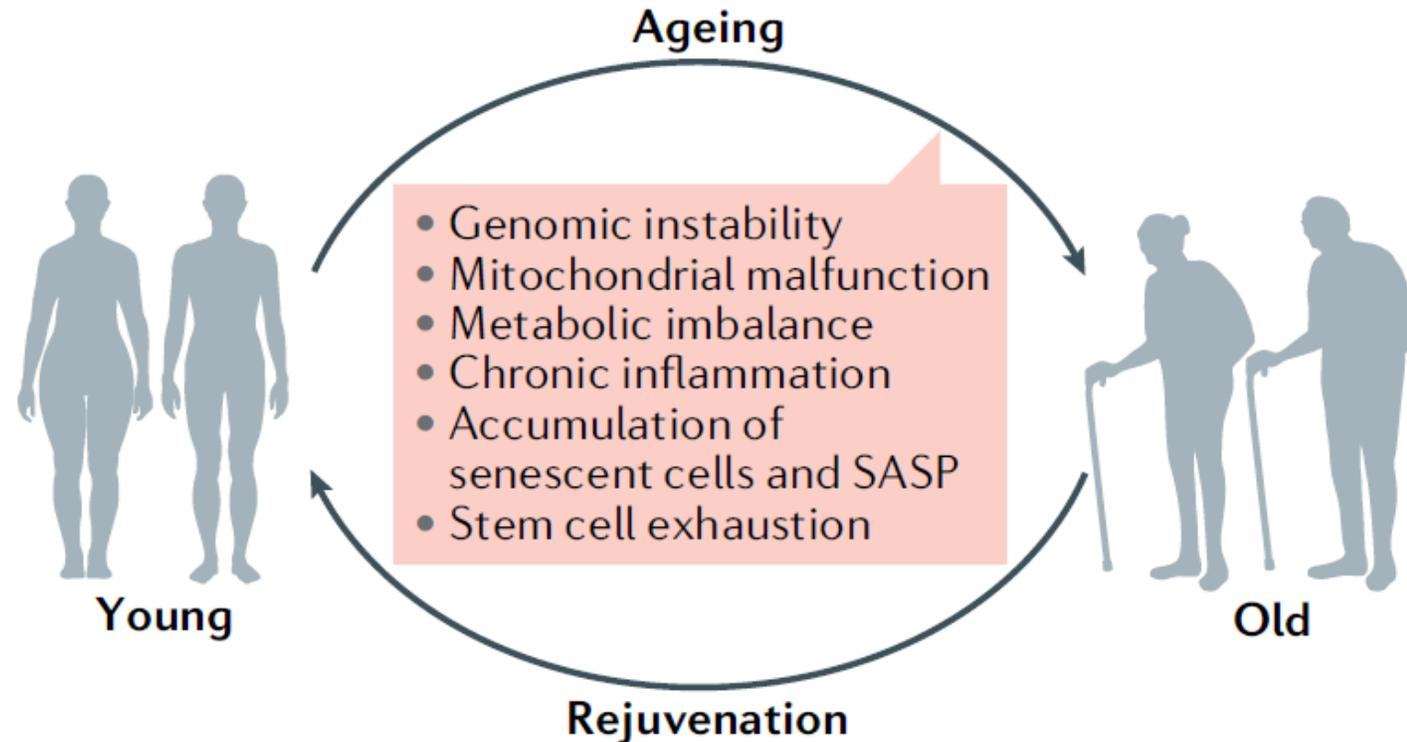 Ageing
• Genomic instability
• Mitochondrial malfunction
• Metabolic imbalance
• Chronic inflammation
• Accumulation of
senescent cells and SASP
• Stem cell exhaustion
Young
Old
Rejuvenation